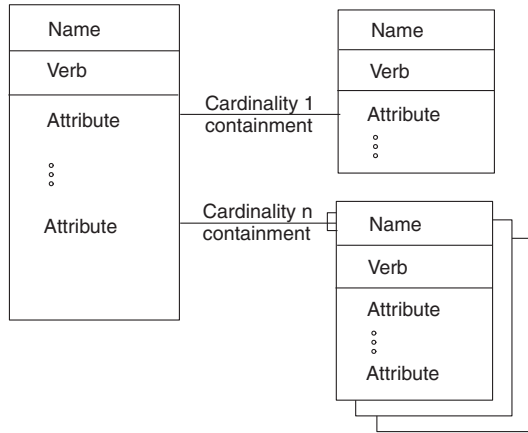 Name
Verb
Attribute
Attribute
Cardinality 1
containment
Name
Verb
Attribute
Cardinality n
containment
Name
Verb
Attribute
Attribute